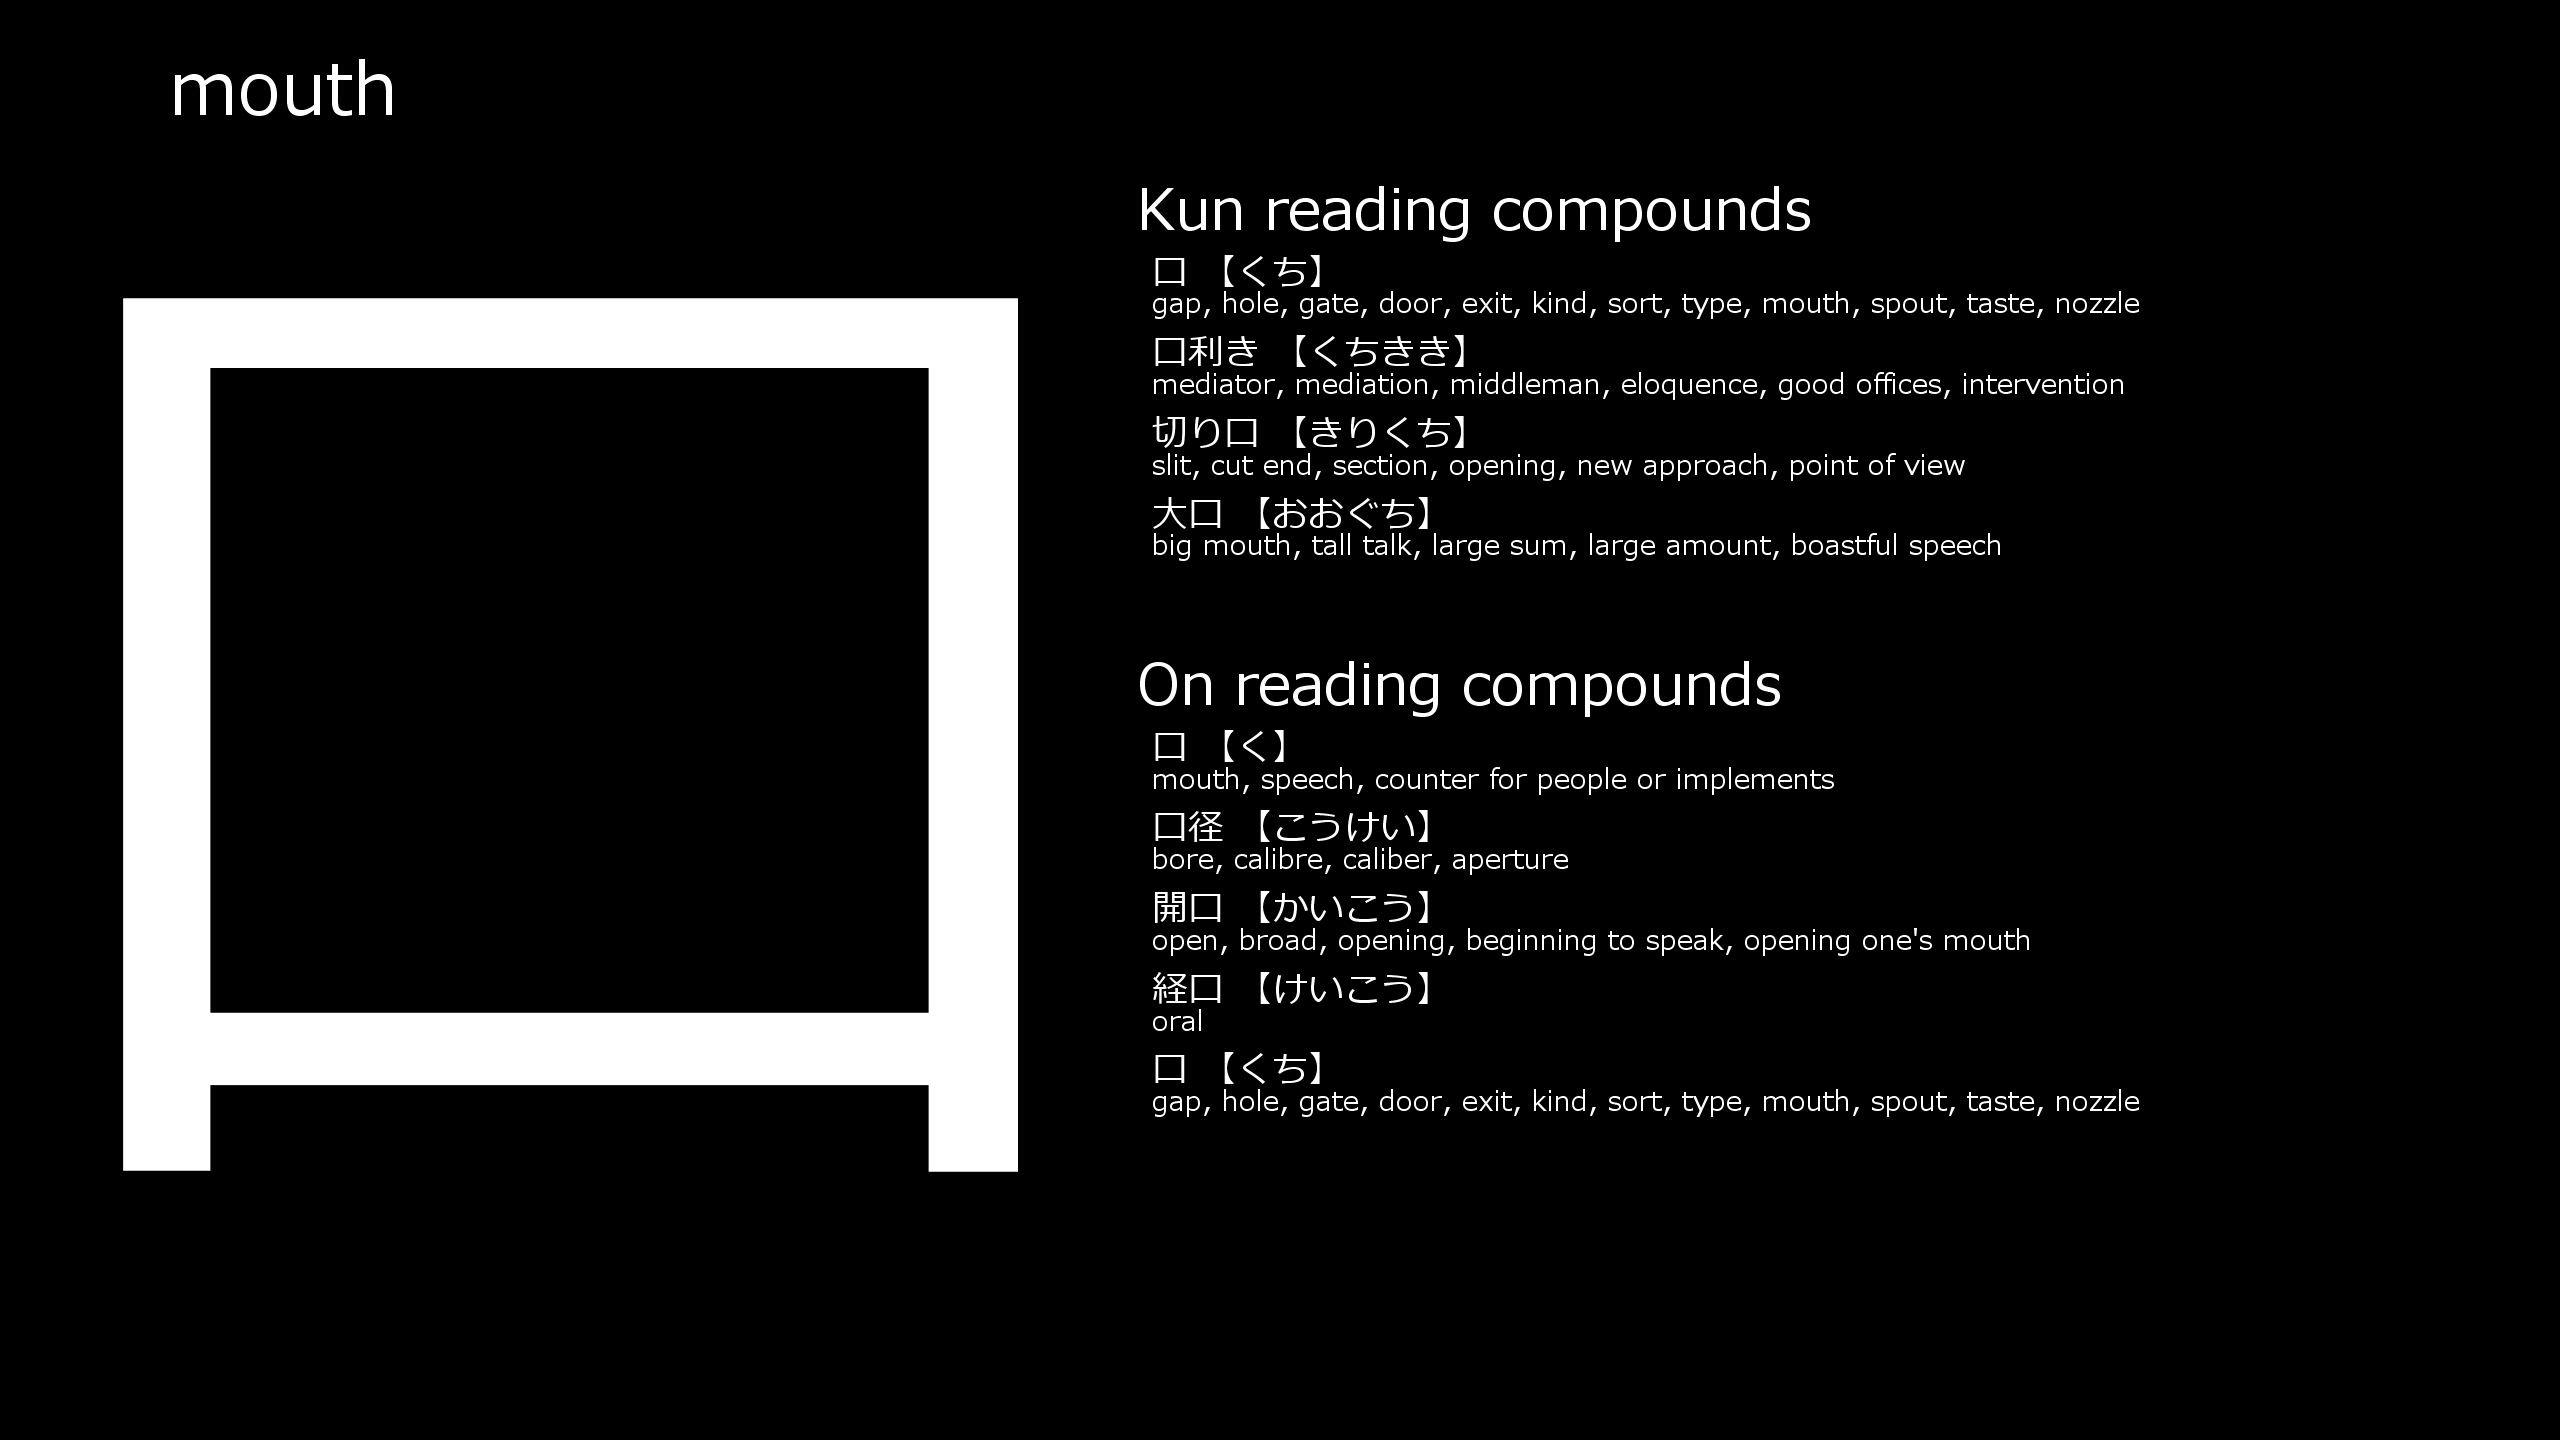 mouth
口
Kun reading compounds
口 【くち】
gap, hole, gate, door, exit, kind, sort, type, mouth, spout, taste, nozzle
口利き 【くちきき】
mediator, mediation, middleman, eloquence, good offices, intervention
切り口 【きりくち】
slit, cut end, section, opening, new approach, point of view
大口 【おおぐち】
big mouth, tall talk, large sum, large amount, boastful speech
On reading compounds
口 【く】
mouth, speech, counter for people or implements
口径 【こうけい】
bore, calibre, caliber, aperture
開口 【かいこう】
open, broad, opening, beginning to speak, opening one's mouth
経口 【けいこう】
oral
口 【くち】
gap, hole, gate, door, exit, kind, sort, type, mouth, spout, taste, nozzle